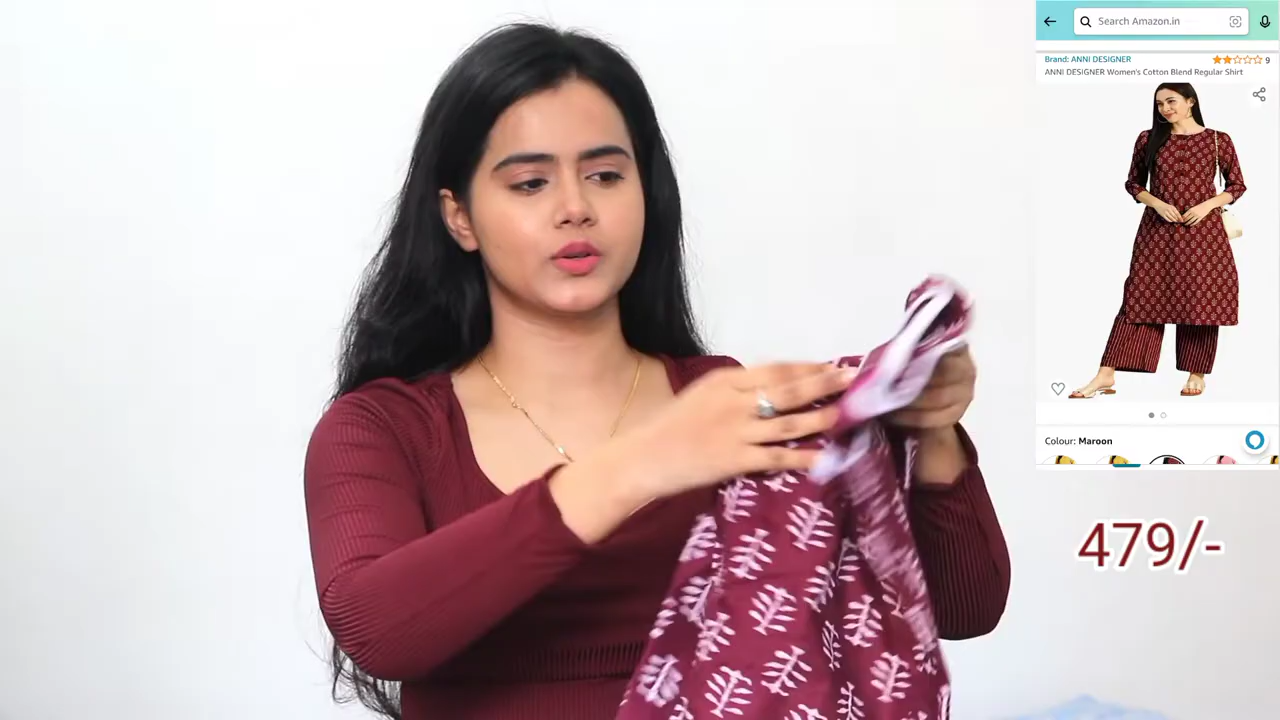 Search Amazon.in
Brand: ANNI DESIGNER
9
ANNI DESIGNER Women's Cotton Blend Regular Shirt
Colour: Maroon
479/-